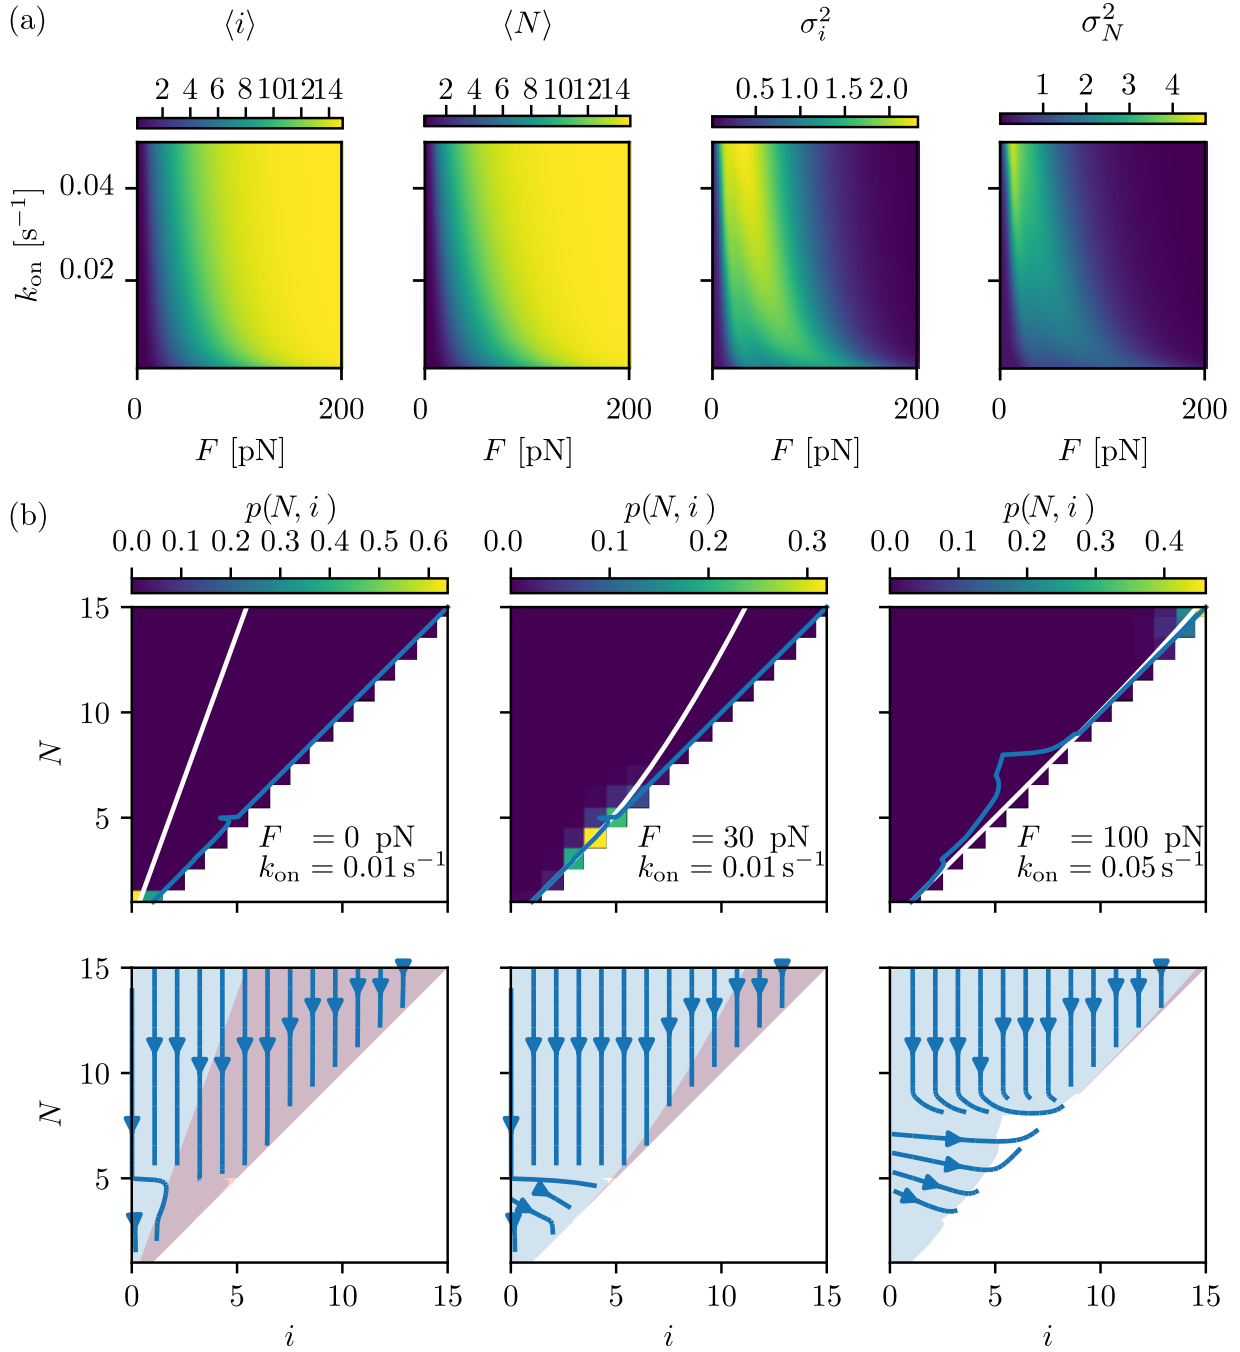 (a)
⟨i⟩ ⟨N⟩ σ_i^2 σ_N^2
2 4 6 8 10 12 14 2 4 6 8 10 12 14 0.5 1.0 1.5 2.0 1 2 3 4
k_on [s^−1]
0.04
0.02
0 200 0 200 0 200 0 200
F [pN] F [pN] F [pN] F [pN]
(b)
p(N, i) p(N, i) p(N, i)
0.0 0.1 0.2 0.3 0.4 0.5 0.6 0.0 0.1 0.2 0.3 0.0 0.1 0.2 0.3 0.4
15
10
N
5
F = 0 pN F = 30 pN F = 100 pN
k_on = 0.01 s^−1 k_on = 0.01 s^−1 k_on = 0.05 s^−1
15
10
N
5
0 5 10 15 0 5 10 15 0 5 10 15
i i i